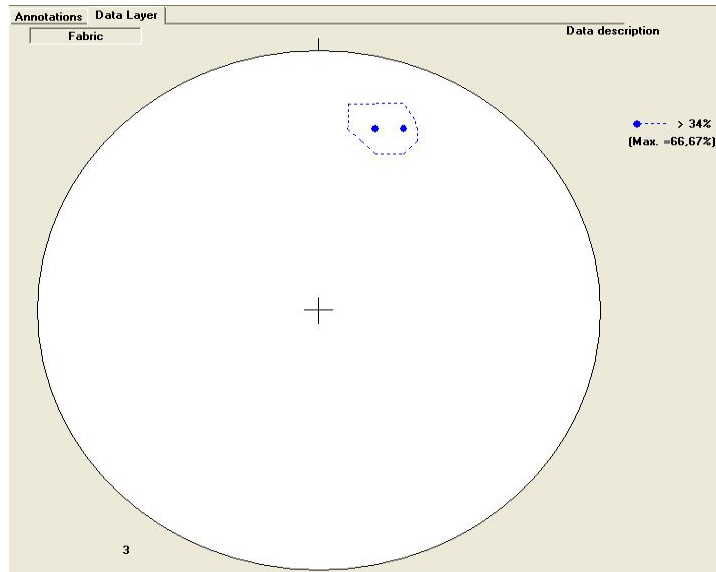 Annotations Data Layer
Fabric
Data description
> 34%
(Max. =66,67%)
3